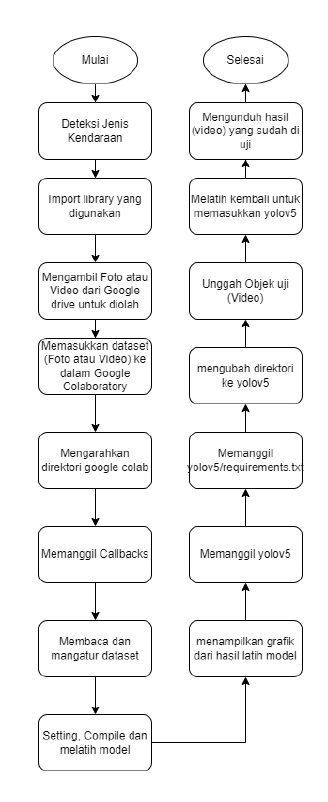 Mulai
Deteksi Jenis
Kendaraan
Import library yang
digunakan
Mengambil Foto atau
Video dari Google
drive untuk diolah
Memasukkan dataset
(Foto atau Video) ke
dalam Google
Colaboratory
Mengarahkan
direktori google colab
Memanggil Callbacks
Membaca dan
mangatur dataset
Setting, Compile dan
melatih model
menampilkan grafik
dari hasil latih model
Memanggil yolov5
Memanggil
yolov5/requirements.txt
mengubah direktori
ke yolov5
Unggah Objek uji
(Video)
Melatih kembali untuk
memasukkan yolov5
Mengunduh hasil
(video) yang sudah di
uji
Selesai